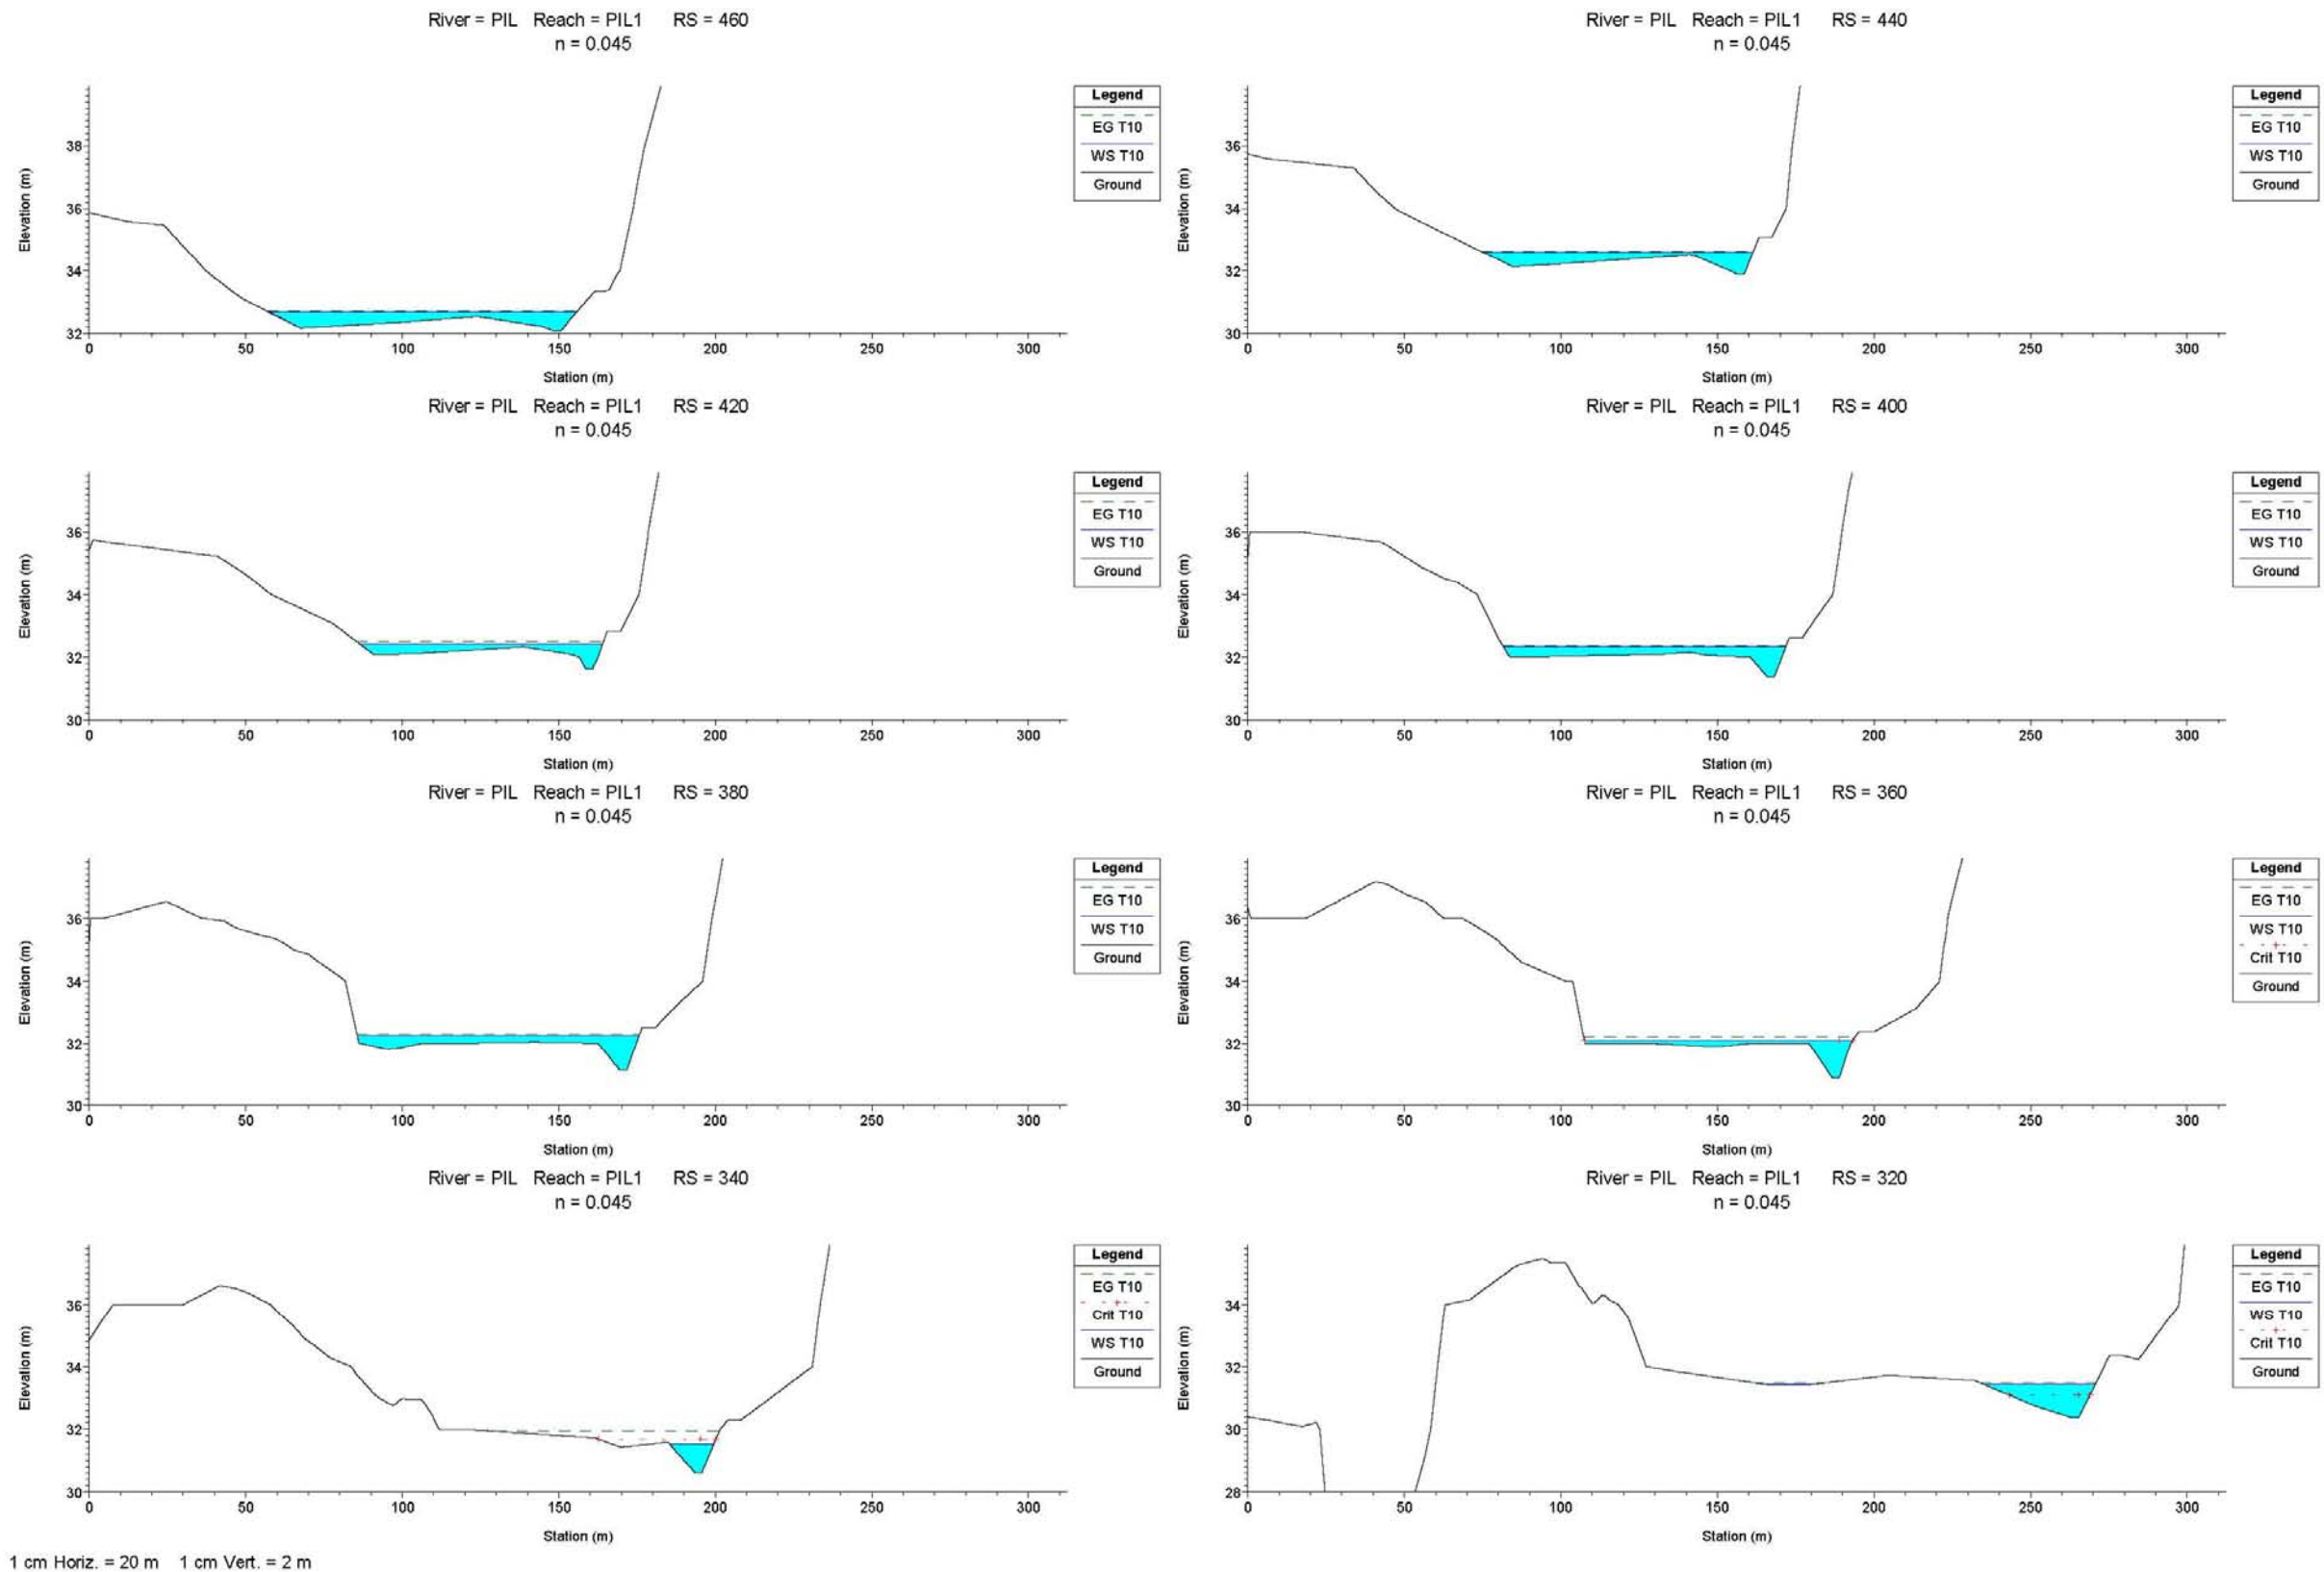 River = PIL Reach = PIL1 RS = 460
n = 0.045
Elevation (m)
38
36
34
32
0 50 100 150 200 250 300
Station (m)
Legend
EG T10
WS T10
Ground
River = PIL Reach = PIL1 RS = 440
n = 0.045
Elevation (m)
36
34
32
30
0 50 100 150 200 250 300
Station (m)
Legend
EG T10
WS T10
Ground
River = PIL Reach = PIL1 RS = 420
n = 0.045
Elevation (m)
36
34
32
30
0 50 100 150 200 250 300
Station (m)
Legend
EG T10
WS T10
Ground
River = PIL Reach = PIL1 RS = 400
n = 0.045
Elevation (m)
36
34
32
30
0 50 100 150 200 250 300
Station (m)
Legend
EG T10
WS T10
Ground
River = PIL Reach = PIL1 RS = 380
n = 0.045
Elevation (m)
36
34
32
30
0 50 100 150 200 250 300
Station (m)
Legend
EG T10
WS T10
Ground
River = PIL Reach = PIL1 RS = 360
n = 0.045
Elevation (m)
36
34
32
30
0 50 100 150 200 250 300
Station (m)
Legend
EG T10
WS T10
Crit T10
Ground
River = PIL Reach = PIL1 RS = 340
n = 0.045
Elevation (m)
36
34
32
30
0 50 100 150 200 250 300
Station (m)
Legend
EG T10
Crit T10
WS T10
Ground
River = PIL Reach = PIL1 RS = 320
n = 0.045
Elevation (m)
34
32
30
28
0 50 100 150 200 250 300
Station (m)
Legend
EG T10
WS T10
Crit T10
Ground
1 cm Horiz. = 20 m 1 cm Vert. = 2 m